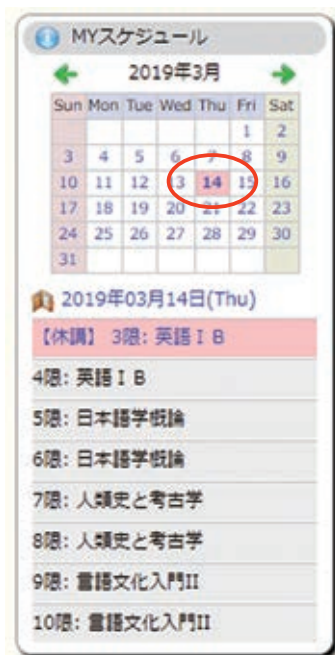 MYスケジュール
2019年3月
Sun Mon Tue Wed Thu Fri Sat
1 2
3 4 5 6 7 8 9
10 11 12 13 14 15 16
17 18 19 20 21 22 23
24 25 26 27 28 29 30
31
2019年03月14日(Thu)
【休講】 3限: 英語ⅠB
4限: 英語ⅠB
5限: 日本語学概論
6限: 日本語学概論
7限: 人類史と考古学
8限: 人類史と考古学
9限: 言語文化入門II
10限: 言語文化入門II